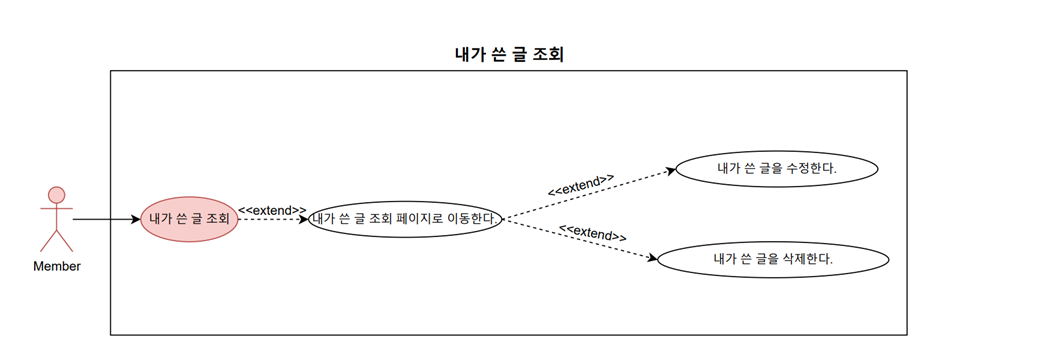 내가 쓴 글 조회
내가 쓴 글을 수정한다.
<<extend>>
<<extend>>
내가 쓴 글 조회
내가 쓴 글 조회 페이지로 이동한다.
<<extend>>
내가 쓴 글을 삭제한다.
Member